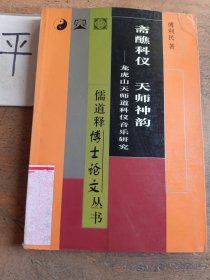 傅利民 著
斋醮科仪 天师神韵
——龙虎山天师道科仪音乐研究
儒道释博士论文丛书
平